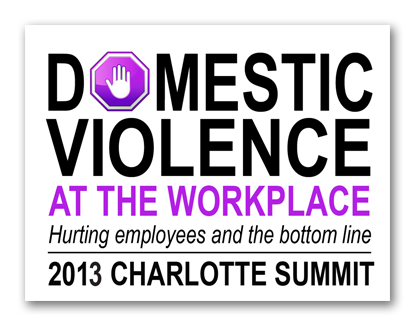 DOMESTIC
VIOLENCE
AT THE WORKPLACE
Hurting employees and the bottom line
2013 CHARLOTTE SUMMIT